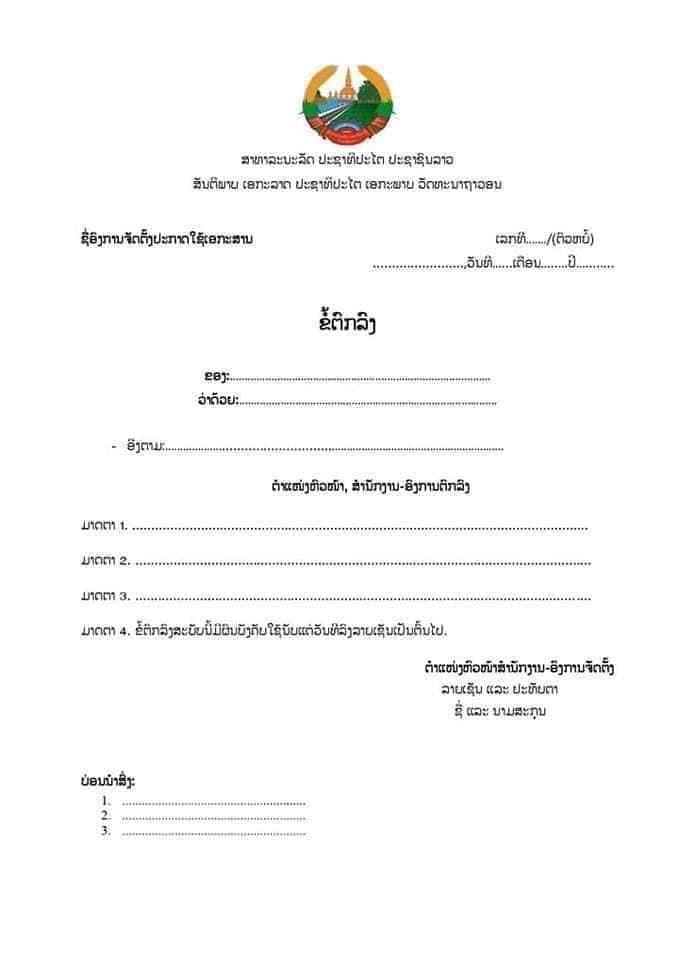 ສາທາລະນະລັດ ປະຊາທິປະໄຕ ປະຊາຊົນລາວ
ສັນຕິພາບ ເອກະລາດ ປະຊາທິປະໄຕ ເອກະພາບ ວັດທະນາຖາວອນ
ຊື່ອົງການຈັດຕັ້ງປະກາດໃຊ້ເອກະສານ ເລກທີ......./(ຕົວຫຍໍ້)
........................,ວັນທີ......ເດືອນ........ປີ...........
ຂໍ້ຕົກລົງ
ຂອງ:........................................................................................
ວ່າດ້ວຍ:.......................................................................................
- ອີງຕາມ:..................................................................................................................
ຕໍາແໜ່ງຫົວໜ້າ, ສໍານັກງານ-ອົງການຕົກລົງ
ມາດຕາ 1. ................................................................................................................
ມາດຕາ 2. ................................................................................................................
ມາດຕາ 3. ................................................................................................................
ມາດຕາ 4. ຂໍ້ຕົກລົງສະບັບນີ້ມີຜົນບັງຄັບໃຊ້ນັບແຕ່ວັນທີລົງລາຍເຊັນເປັນຕົ້ນໄປ.
ຕໍາແໜ່ງຫົວໜ້າສໍານັກງານ-ອົງການຈັດຕັ້ງ
ລາຍເຊັນ ແລະ ປະທັບຕາ
ຊື່ ແລະ ນາມສະກຸນ
ບ່ອນນໍາສົ່ງ:
1. ........................................................
2. ........................................................
3. ........................................................